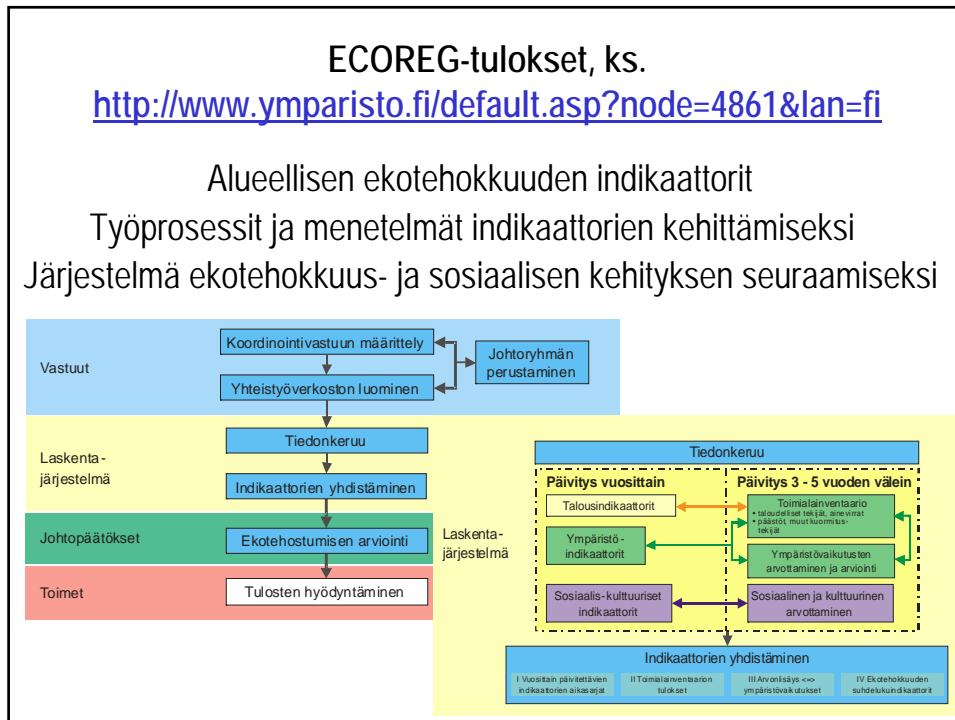 ECOREG-tulokset, ks.
http://www.ymparisto.fi/default.asp?node=4861&lan=fi
Alueellisen ekotehokkuuden indikaattorit
Työprosessit ja menetelmät indikaattorien kehittämiseksi
Järjestelmä ekotehokkuus- ja sosiaalisen kehityksen seuraamiseksi
Vastuut
Koordinointivastuun määrittely
Yhteistyöverkoston luominen
Johtoryhmän
perustaminen
Laskenta-
järjestelmä
Tiedonkeruu
Indikaattorien yhdistäminen
Johtopäätökset
Ekotehostumisen arviointi
Toimet
Tulosten hyödyntäminen
Laskenta-
järjestelmä
Tiedonkeruu
Päivitys vuosittain
Päivitys 3 - 5 vuoden välein
Talousindikaattorit
Toimialainventaario
• taloudelliset tekijät, ainevirrat
• päästöt, muut kuormitus-
tekijät
Ympäristö-
indikaattorit
Ympäristövaikutusten
arvottaminen ja arviointi
Sosiaalis-kulttuuriset
indikaattorit
Sosiaalinen ja kulttuurinen
arvottaminen
Indikaattorien yhdistäminen
I Vuosittain päivitettävien
indikaattorien aikasarjat
II Toimialainventaarion
tulokset
III Arvonlisäys <=>
ympäristövaikutukset
IV Ekotehokkuuden
suhdelukuindikaattorit